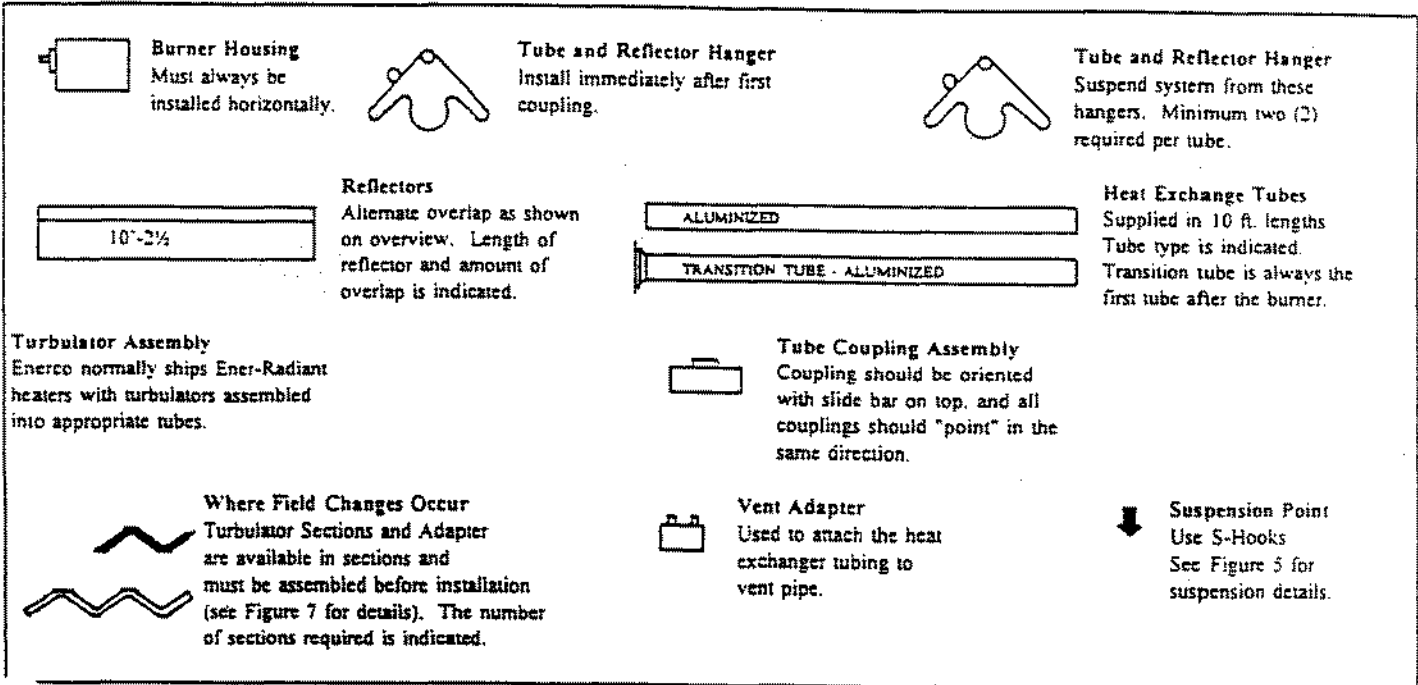 Burner Housing
Must always be
installed horizontally.
Tube and Reflector Hanger
Install immediately after first
coupling.
Tube and Reflector Hanger
Suspend system from these
hangers. Minimum two (2)
required per tube.
10'-2½
Reflectors
Alternate overlap as shown
on overview. Length of
reflector and amount of
overlap is indicated.
ALUMINIZED
TRANSITION TUBE - ALUMINIZED
Heat Exchange Tubes
Supplied in 10 ft. lengths
Tube type is indicated.
Transition tube is always the
first tube after the burner.
Turbulator Assembly
Enerco normally ships Ener-Radiant
heaters with turbulators assembled
into appropriate tubes.
Tube Coupling Assembly
Coupling should be oriented
with slide bar on top, and all
couplings should "point" in the
same direction.
Where Field Changes Occur
Turbulator Sections and Adapter
are available in sections and
must be assembled before installation
(see Figure 7 for details). The number
of sections required is indicated.
Vent Adapter
Used to attach the heat
exchanger tubing to
vent pipe.
Suspension Point
Use S-Hooks
See Figure 5 for
suspension details.